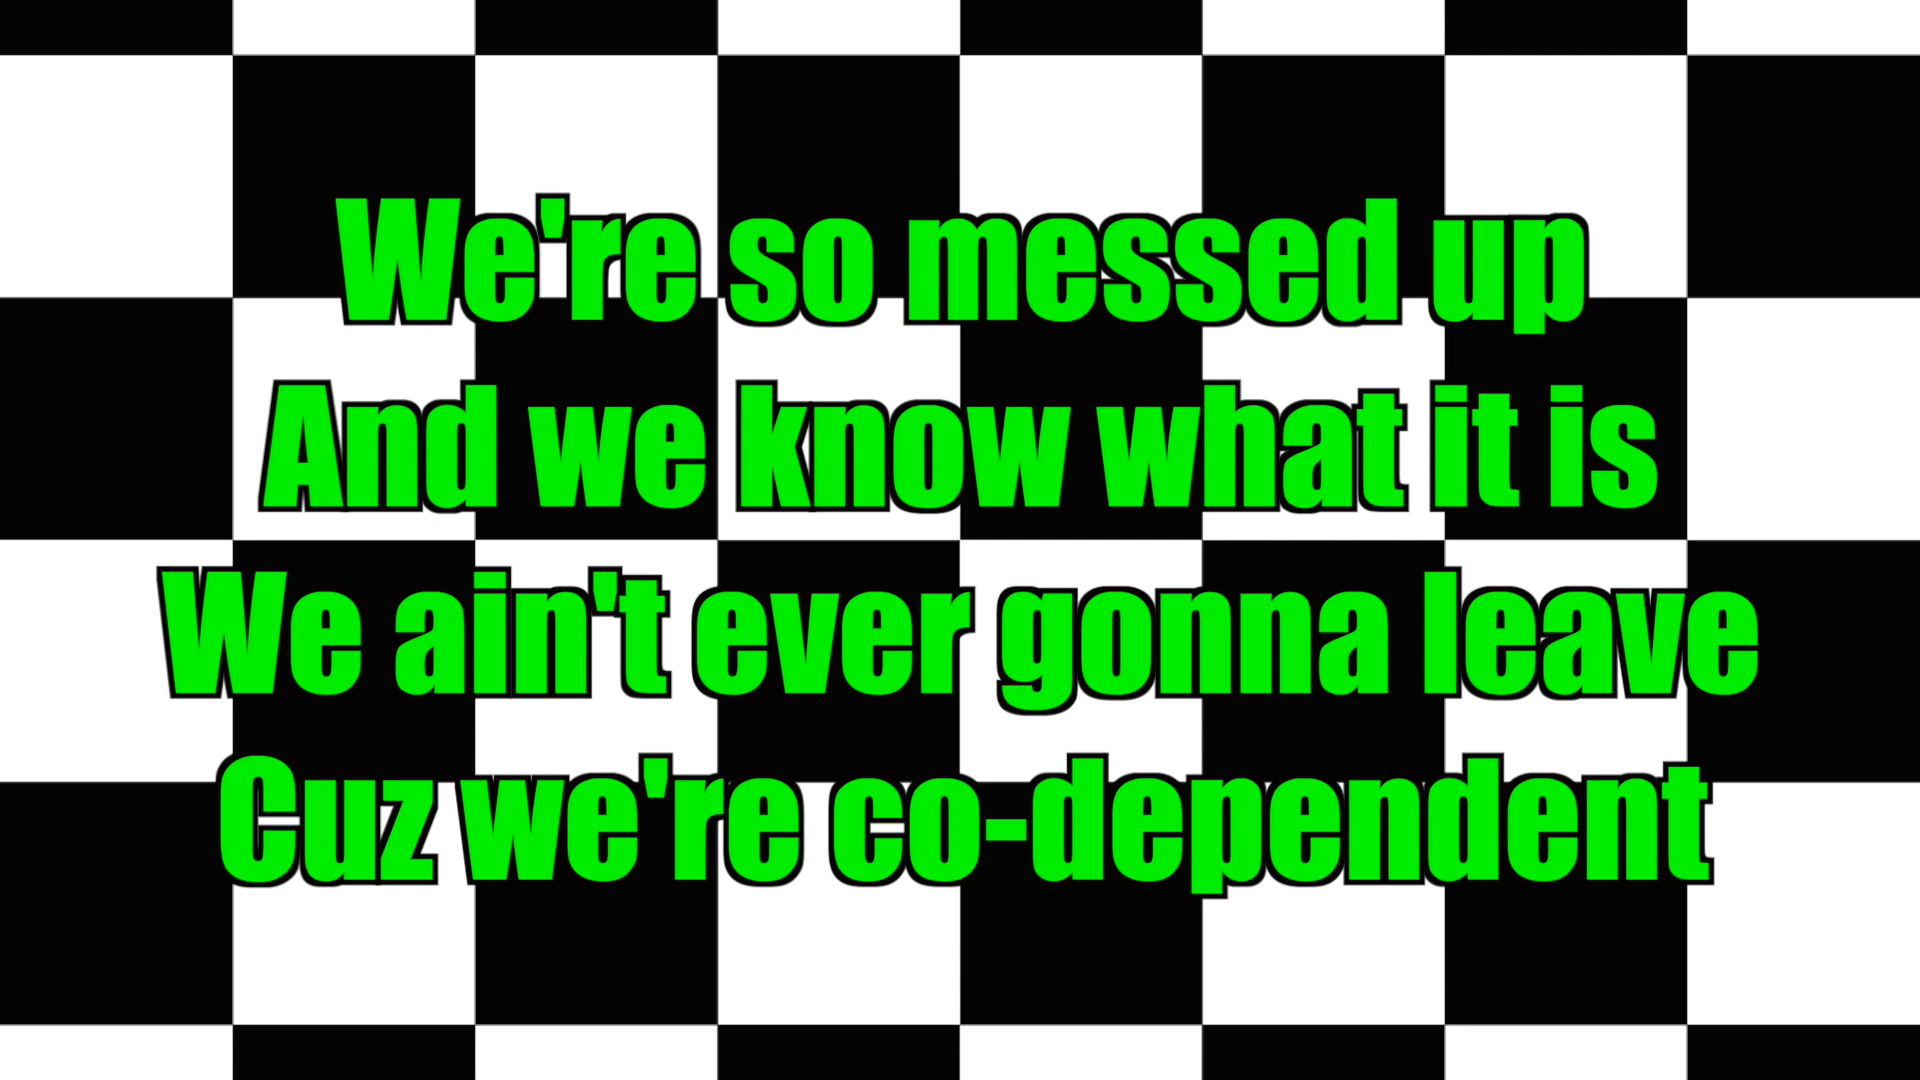 We're so messed up
And we know what it is
We ain't ever gonna leave
Cuz we're co-dependent